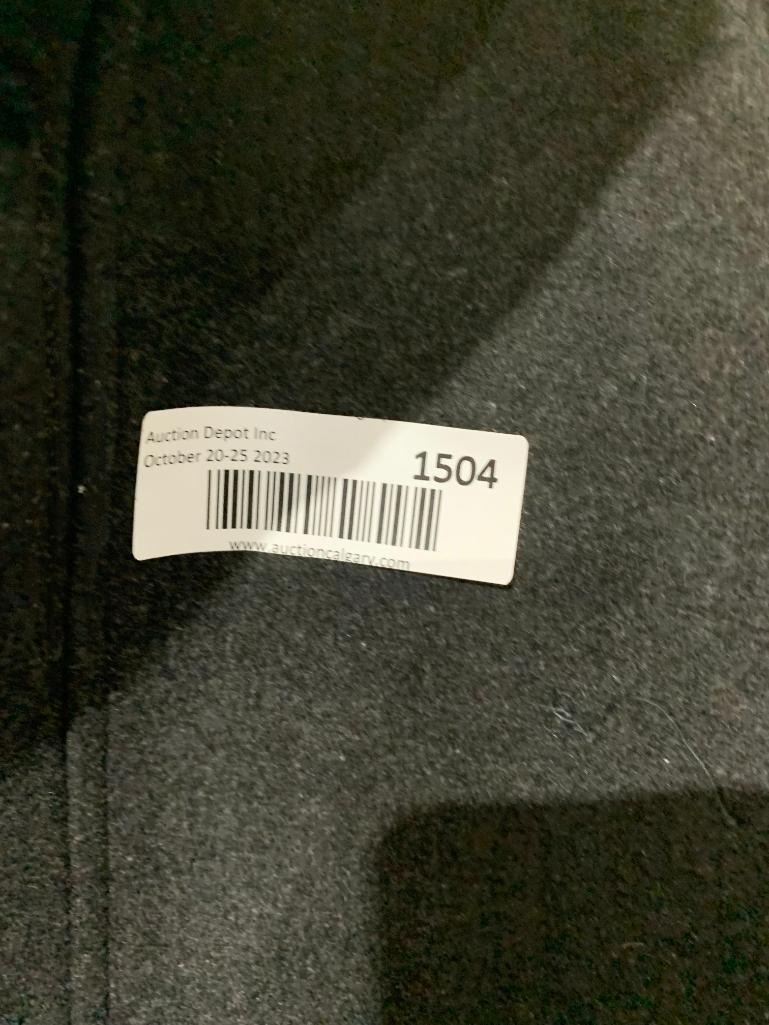 Auction Depot Inc
October 20-25 2023
1504
www.auctioncalgary.com